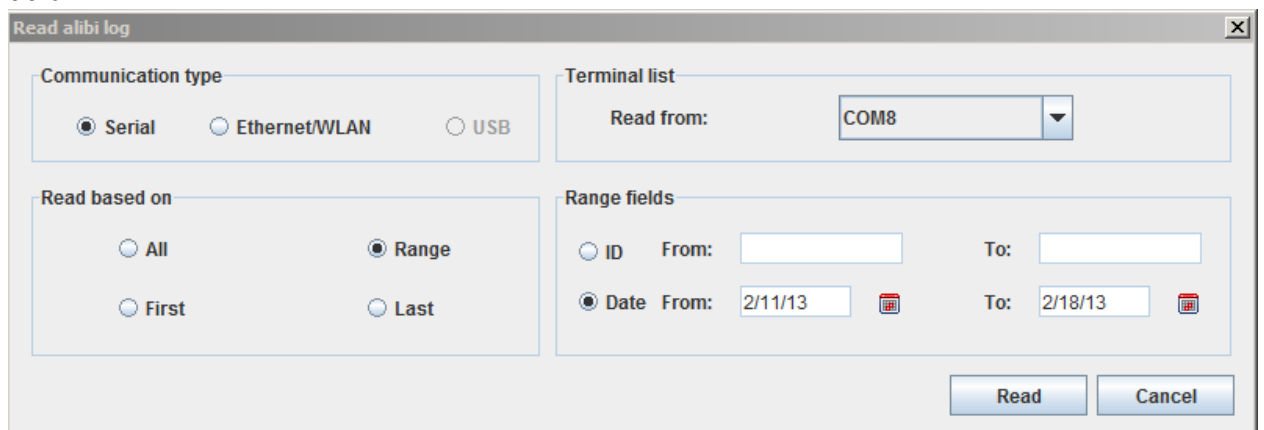 Read alibi log
Communication type
Serial Ethernet/WLAN USB
Terminal list
Read from: COM8
Read based on
All Range
First Last
Range fields
ID From: To:
Date From: 2/11/13 To: 2/18/13
Read Cancel